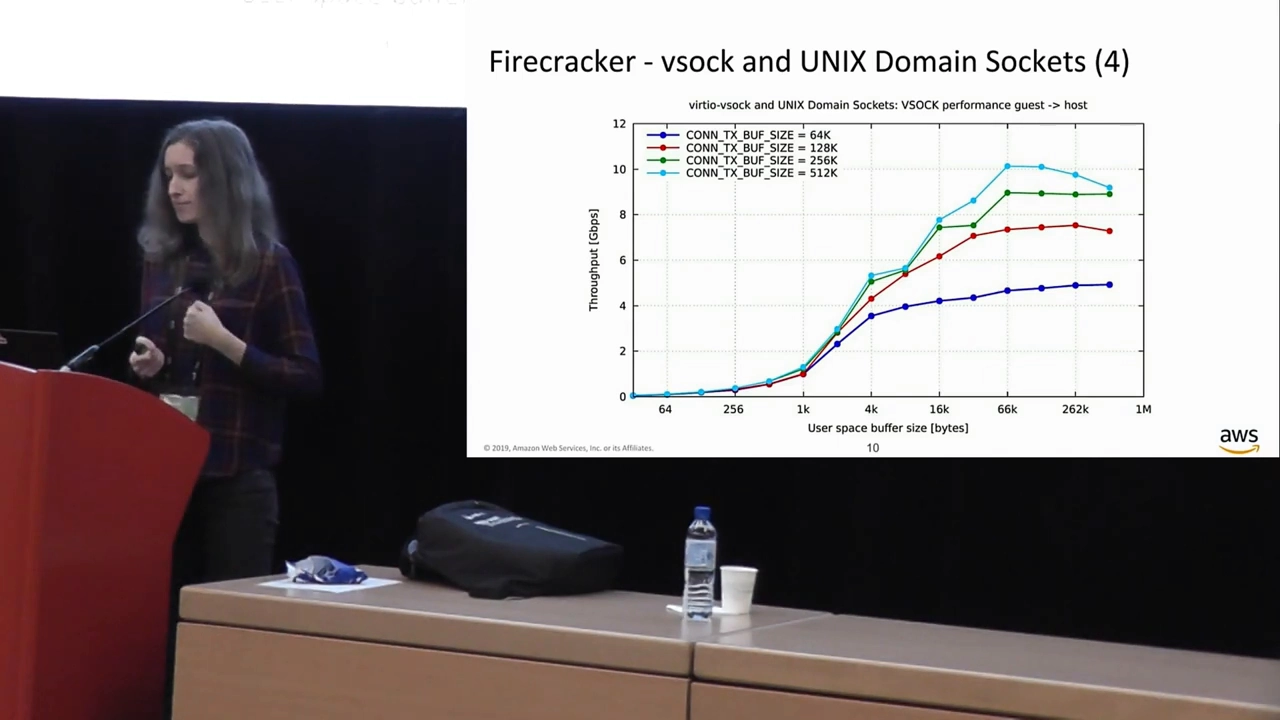 Firecracker - vsock and UNIX Domain Sockets (4)
virtio-vsock and UNIX Domain Sockets: VSOCK performance guest -> host
CONN_TX_BUF_SIZE = 64K
CONN_TX_BUF_SIZE = 128K
CONN_TX_BUF_SIZE = 256K
CONN_TX_BUF_SIZE = 512K
Throughput [Gbps]
12
10
8
6
4
2
0
64 256 1k 4k 16k 66k 262k 1M
User space buffer size [bytes]
© 2019, Amazon Web Services, Inc. or its Affiliates.
10
aws